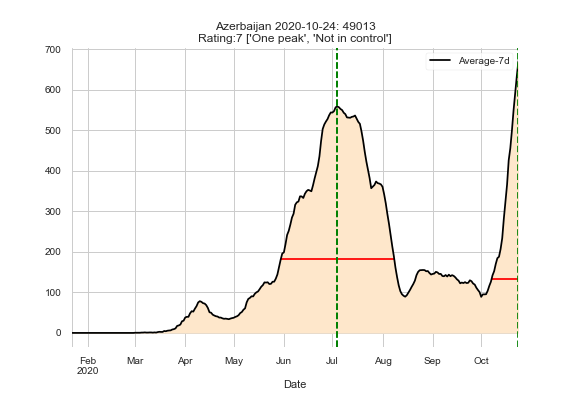 Azerbaijan 2020-10-24: 49013
Rating:7 ['One peak', 'Not in control']
Average-7d
700
600
500
400
300
200
100
0
Feb
2020
Mar
Apr
May
Jun
Jul
Aug
Sep
Oct
Date